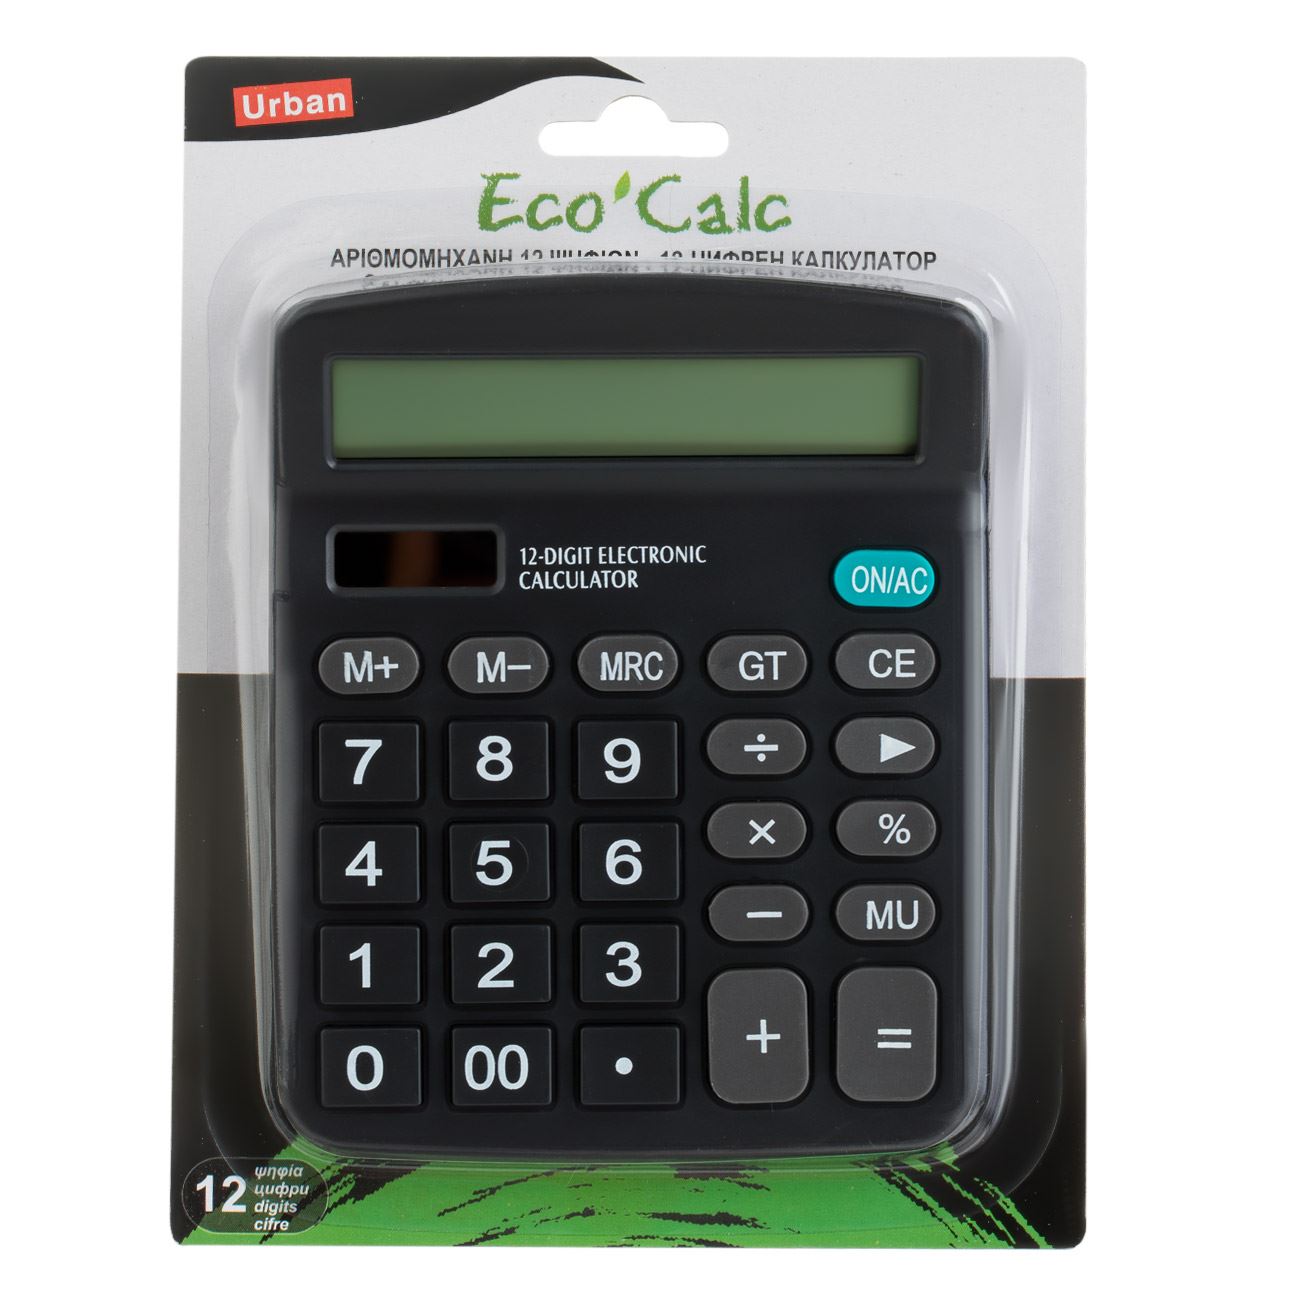 Urban
Eco'Calc
ΑΡΙΘΜΟΜΗΧΑΝΗ 12 ΨΗΦΙΩΝ - 12 ЦИФРЕН КАЛКУЛАТОР
12-DIGIT ELECTRONIC
CALCULATOR
ON/AC
M+ M− MRC GT CE
7 8 9 ÷ ▶
4 5 6 × %
1 2 3 − MU
0 00 . + =
12 ψηφία
цифри
digits
cifre